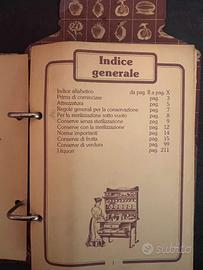 Indice
generale
Indice alfabetico da pag. II a pag. X
Prima di cominciare pag. 3
Attrezzatura pag. 5
Regole generali per la conservazione pag. 7
Per la sterilizzazione sotto vuoto pag. 8
Conserve senza sterilizzazione pag. 9
Conserve con la sterilizzazione pag. 12
Norme importanti pag. 14
Conserve di frutta pag. 15
Conserve di verdura pag. 99
Liquori pag. 211
1
subito